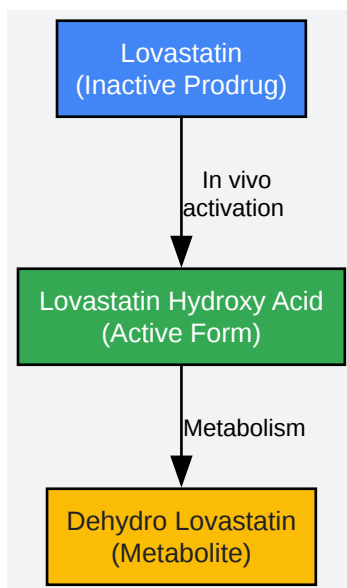 Lovastatin
(Inactive Prodrug)
In vivo
activation
Lovastatin Hydroxy Acid
(Active Form)
Metabolism
Dehydro Lovastatin
(Metabolite)